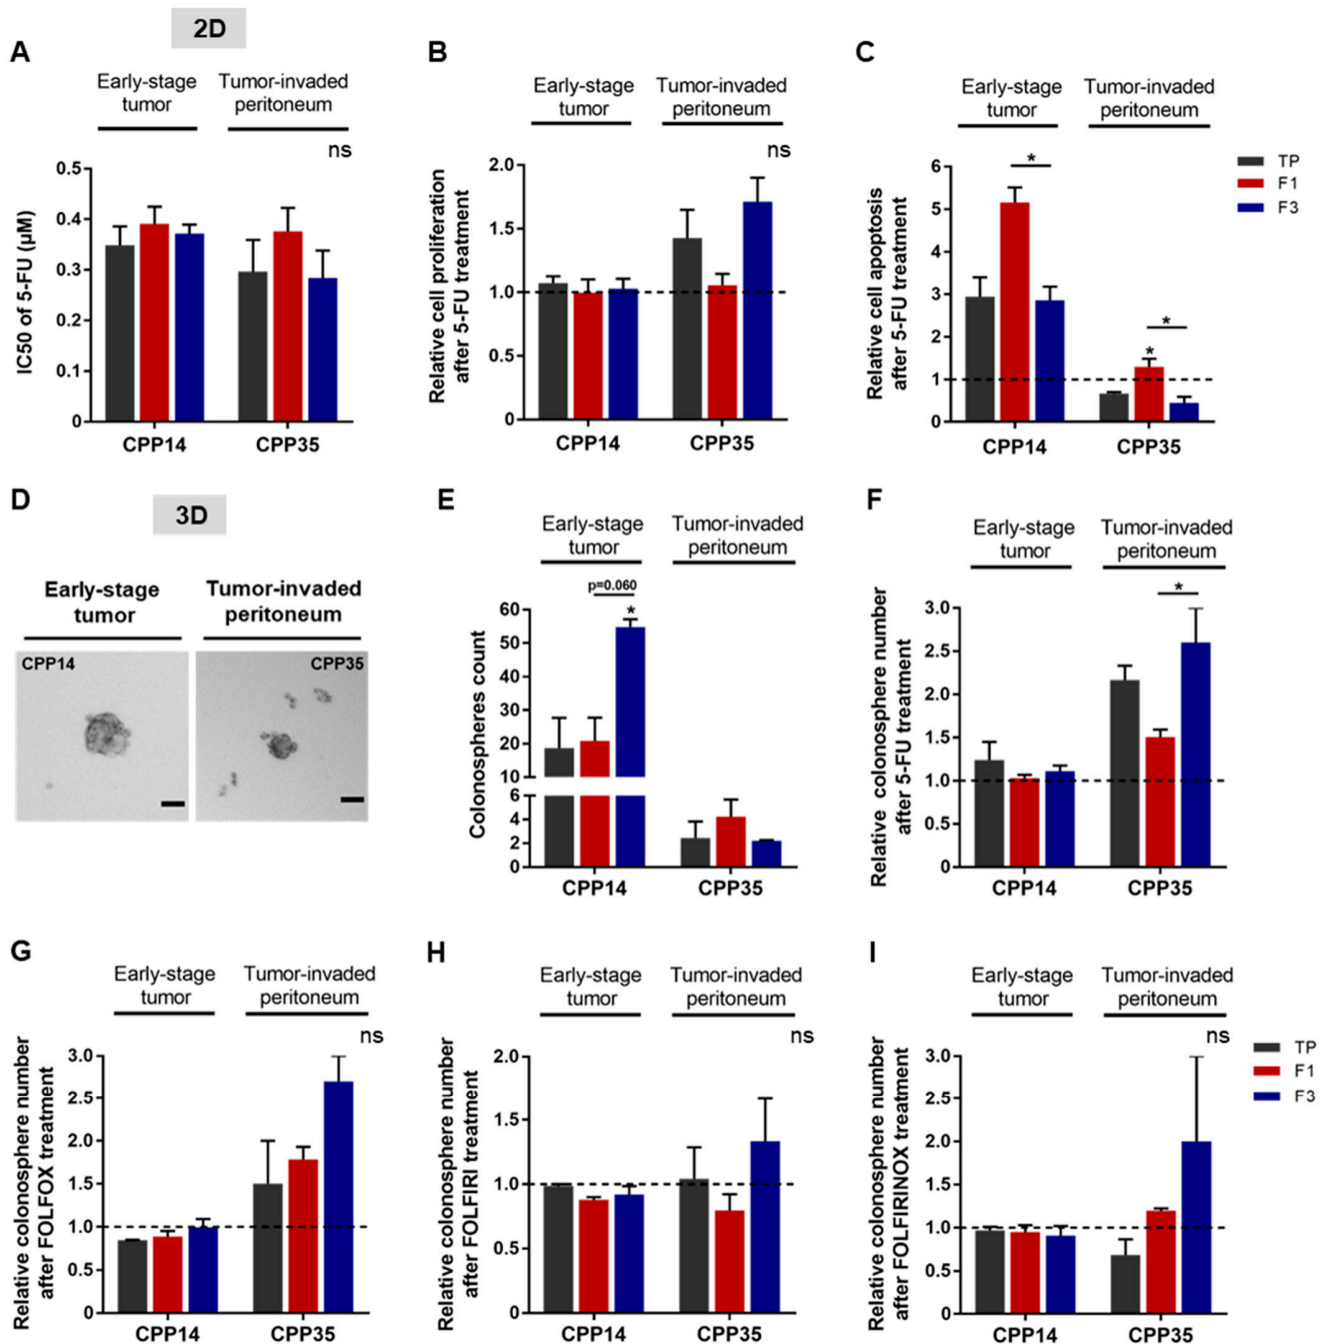 2D
A
Early-stage
tumor
Tumor-invaded
peritoneum
ns
IC50 of 5-FU (µM)
0.5
0.4
0.3
0.2
0.1
0
CPP14
CPP35
B
Early-stage
tumor
Tumor-invaded
peritoneum
ns
Relative cell proliferation
after 5-FU treatment
2.0
1.5
1.0
0.5
0
CPP14
CPP35
C
Early-stage
tumor
Tumor-invaded
peritoneum
Relative cell apoptosis
after 5-FU treatment
6
5
4
3
2
1
0
*
*
*
CPP14
CPP35
TP
F1
F3
D
3D
Early-stage
tumor
Tumor-invaded
peritoneum
CPP14
CPP35
E
Early-stage
tumor
Tumor-invaded
peritoneum
p=0.060
*
Colonospheres count
60
50
40
30
20
10
6
4
2
0
CPP14
CPP35
F
Early-stage
tumor
Tumor-invaded
peritoneum
*
Relative colonosphere number
after 5-FU treatment
3.0
2.5
2.0
1.5
1.0
0.5
0
CPP14
CPP35
G
Early-stage
tumor
Tumor-invaded
peritoneum
ns
Relative colonosphere number
after FOLFOX treatment
3.0
2.5
2.0
1.5
1.0
0.5
0
CPP14
CPP35
H
Early-stage
tumor
Tumor-invaded
peritoneum
ns
Relative colonosphere number
after FOLFIRI treatment
2.0
1.5
1.0
0.5
0
CPP14
CPP35
I
Early-stage
tumor
Tumor-invaded
peritoneum
ns
Relative colonosphere number
after FOLFIRINOX treatment
3.0
2.5
2.0
1.5
1.0
0.5
0
CPP14
CPP35
TP
F1
F3